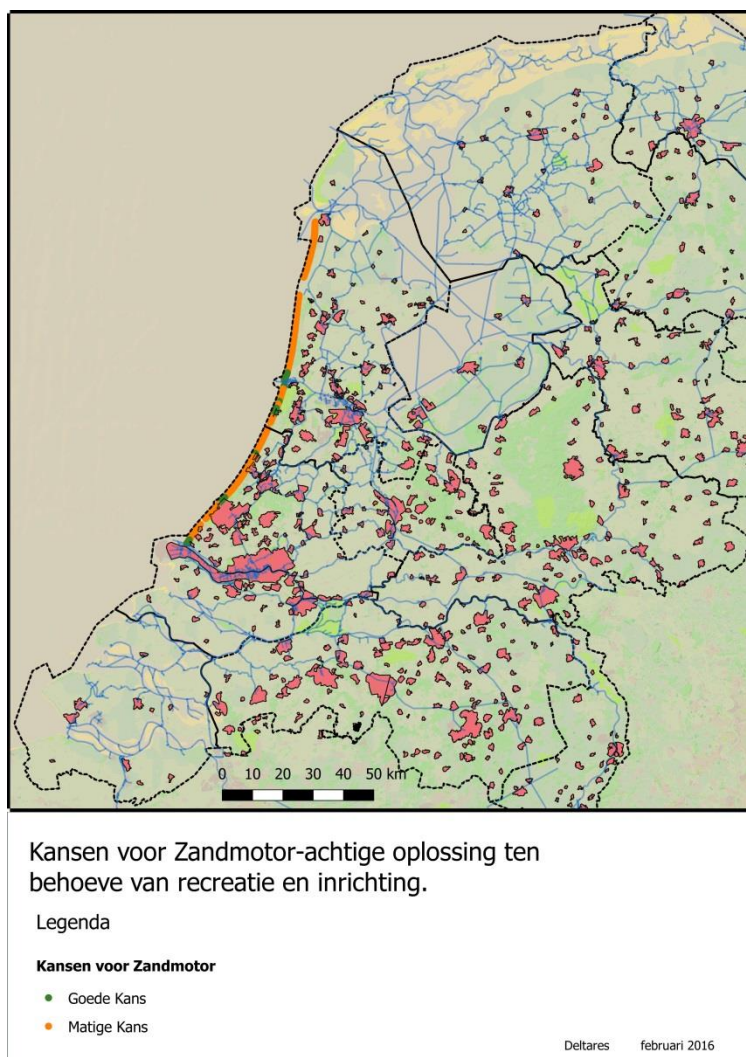 0 10 20 30 40 50 km
Kansen voor Zandmotor-achtige oplossing ten
behoeve van recreatie en inrichting.
Legenda
Kansen voor Zandmotor
Goede Kans
Matige Kans
Deltares februari 2016